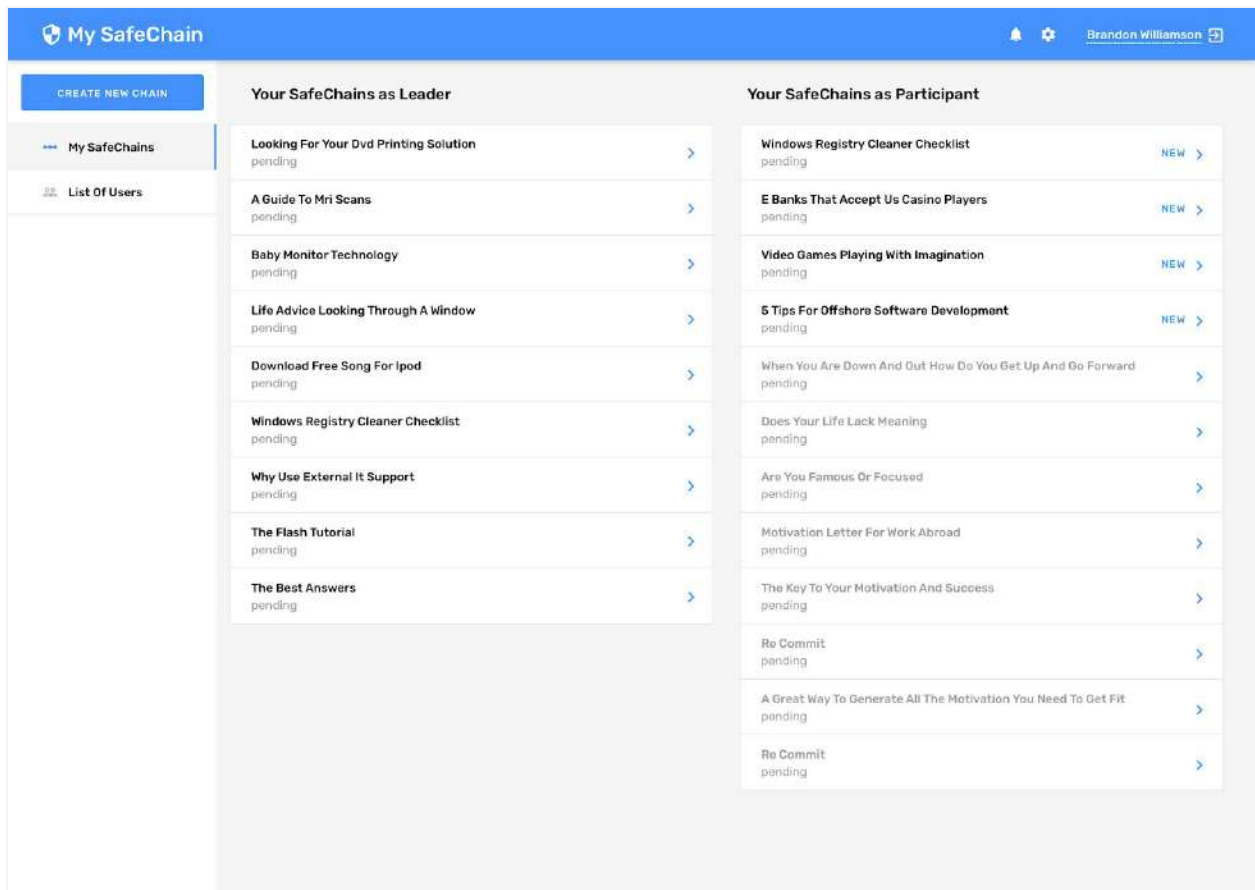 My SafeChain
Brandon Williamson
CREATE NEW CHAIN
My SafeChains
List Of Users
Your SafeChains as Leader
Looking For Your Dvd Printing Solution
pending
A Guide To Mri Scans
pending
Baby Monitor Technology
pending
Life Advice Looking Through A Window
pending
Download Free Song For Ipod
pending
Windows Registry Cleaner Checklist
pending
Why Use External It Support
pending
The Flash Tutorial
pending
The Best Answers
pending
Your SafeChains as Participant
Windows Registry Cleaner Checklist
pending
NEW
E Banks That Accept Us Casino Players
pending
NEW
Video Games Playing With Imagination
pending
NEW
5 Tips For Offshore Software Development
pending
NEW
When You Are Down And Out How Do You Get Up And Go Forward
pending
Does Your Life Lack Meaning
pending
Are You Famous Or Focused
pending
Motivation Letter For Work Abroad
pending
The Key To Your Motivation And Success
pending
Re Commit
pending
A Great Way To Generate All The Motivation You Need To Get Fit
pending
Re Commit
pending